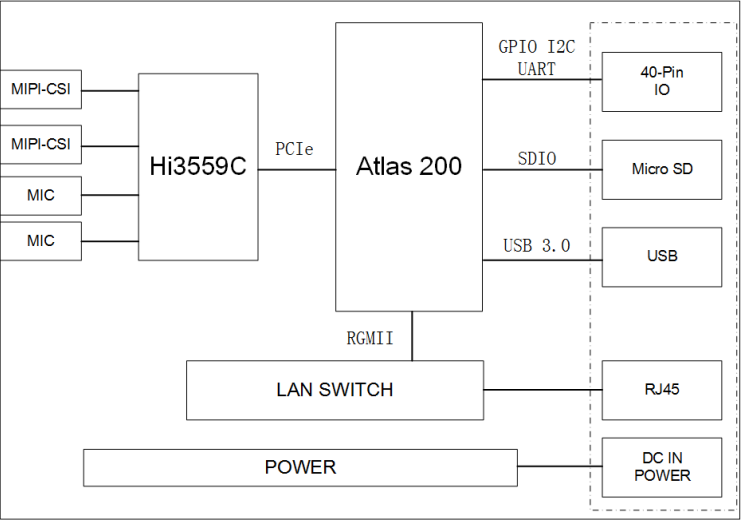 GPIO I2C
UART
40-Pin
IO
MIPI-CSI
MIPI-CSI
MIC
MIC
Hi3559C
PCIe
Atlas 200
SDIO
Micro SD
USB 3.0
USB
RGMII
LAN SWITCH
RJ45
POWER
DC IN
POWER